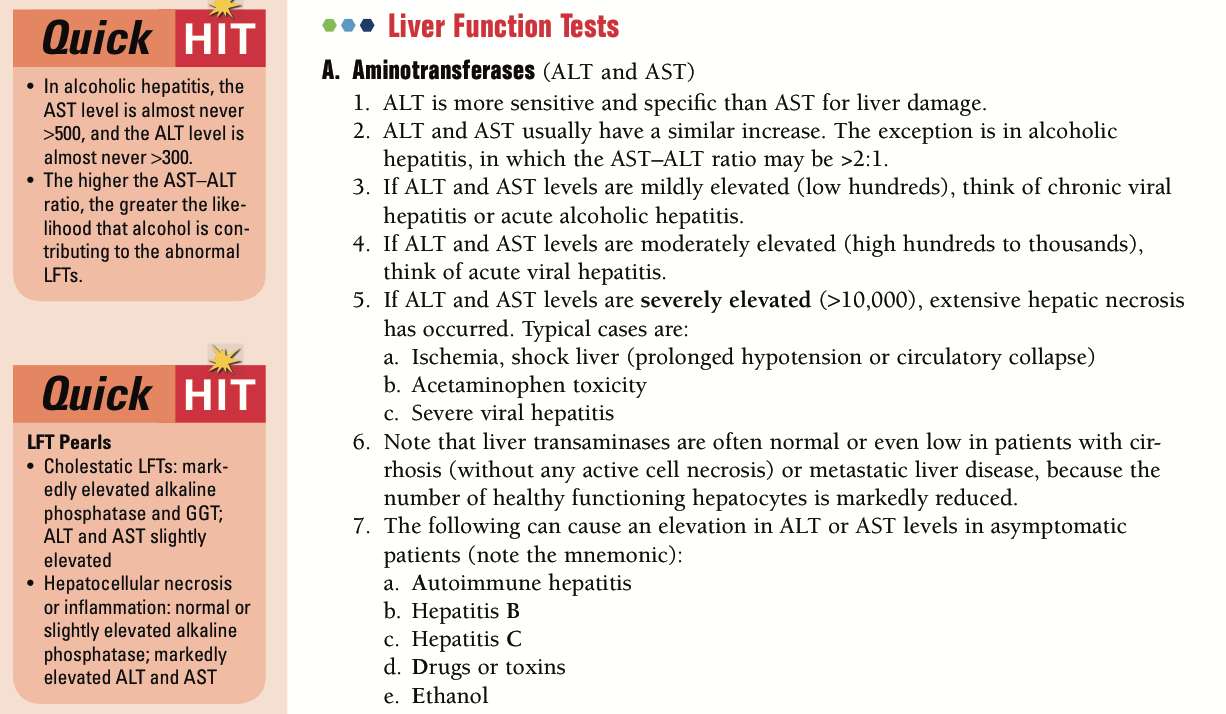 Quick HIT
• In alcoholic hepatitis, the
AST level is almost never
>500, and the ALT level is
almost never >300.
• The higher the AST–ALT
ratio, the greater the like-
lihood that alcohol is con-
tributing to the abnormal
LFTs.
Quick HIT
LFT Pearls
• Cholestatic LFTs: mark-
edly elevated alkaline
phosphatase and GGT;
ALT and AST slightly
elevated
• Hepatocellular necrosis
or inflammation: normal or
slightly elevated alkaline
phosphatase; markedly
elevated ALT and AST
Liver Function Tests
A. Aminotransferases (ALT and AST)
1. ALT is more sensitive and specific than AST for liver damage.
2. ALT and AST usually have a similar increase. The exception is in alcoholic
hepatitis, in which the AST–ALT ratio may be >2:1.
3. If ALT and AST levels are mildly elevated (low hundreds), think of chronic viral
hepatitis or acute alcoholic hepatitis.
4. If ALT and AST levels are moderately elevated (high hundreds to thousands),
think of acute viral hepatitis.
5. If ALT and AST levels are severely elevated (>10,000), extensive hepatic necrosis
has occurred. Typical cases are:
a. Ischemia, shock liver (prolonged hypotension or circulatory collapse)
b. Acetaminophen toxicity
c. Severe viral hepatitis
6. Note that liver transaminases are often normal or even low in patients with cir-
rhosis (without any active cell necrosis) or metastatic liver disease, because the
number of healthy functioning hepatocytes is markedly reduced.
7. The following can cause an elevation in ALT or AST levels in asymptomatic
patients (note the mnemonic):
a. Autoimmune hepatitis
b. Hepatitis B
c. Hepatitis C
d. Drugs or toxins
e. Ethanol